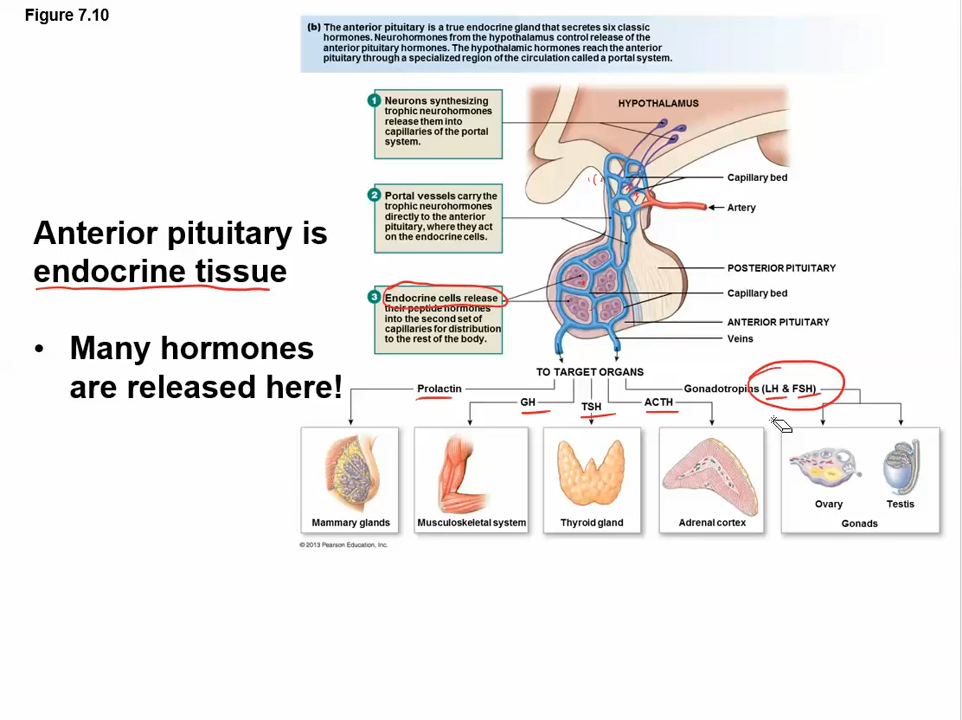 Figure 7.10
(b) The anterior pituitary is a true endocrine gland that secretes six classic
hormones. Neurohormones from the hypothalamus control release of the
anterior pituitary hormones. The hypothalamic hormones reach the anterior
pituitary through a specialized region of the circulation called a portal system.
1 Neurons synthesizing
trophic neurohormones
release them into
capillaries of the portal
system.
HYPOTHALAMUS
Capillary bed
2 Portal vessels carry the
trophic neurohormones
directly to the anterior
pituitary, where they act
on the endocrine cells.
Artery
Anterior pituitary is
endocrine tissue
POSTERIOR PITUITARY
3 Endocrine cells release
their peptide hormones
into the second set of
capillaries for distribution
to the rest of the body.
Capillary bed
ANTERIOR PITUITARY
Veins
• Many hormones
are released here!
TO TARGET ORGANS
Prolactin
GH
TSH
ACTH
Gonadotropins (LH & FSH)
Mammary glands
Musculoskeletal system
Thyroid gland
Adrenal cortex
Ovary
Testis
Gonads
© 2013 Pearson Education, Inc.